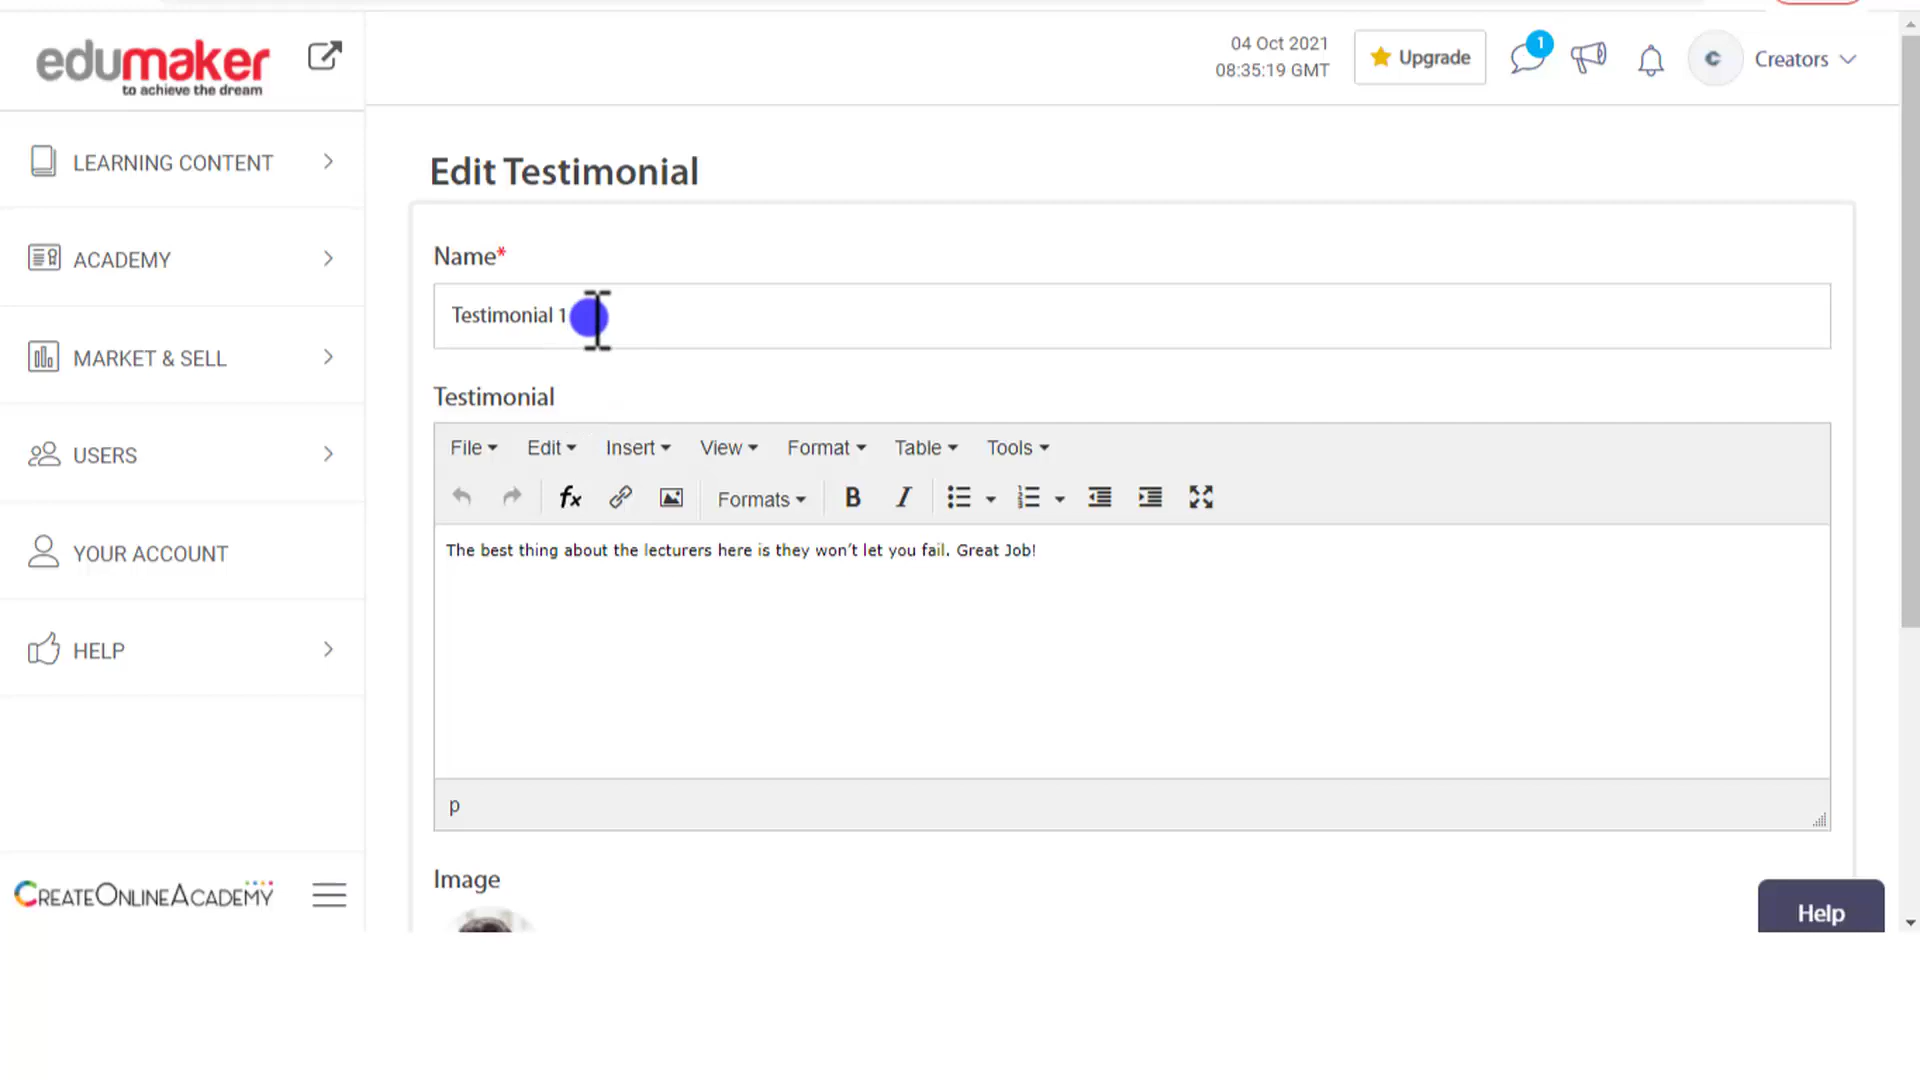 edumaker
to achieve the dream
04 Oct 2021
08:35:19 GMT
Upgrade
1
C
Creators
LEARNING CONTENT
ACADEMY
MARKET & SELL
USERS
YOUR ACCOUNT
HELP
CREATEONLINEACADEMY
Edit Testimonial
Name*
Testimonial 1
Testimonial
File Edit Insert View Format Table Tools
fx Formats B I
The best thing about the lecturers here is they won’t let you fail. Great Job!
p
Image
Help